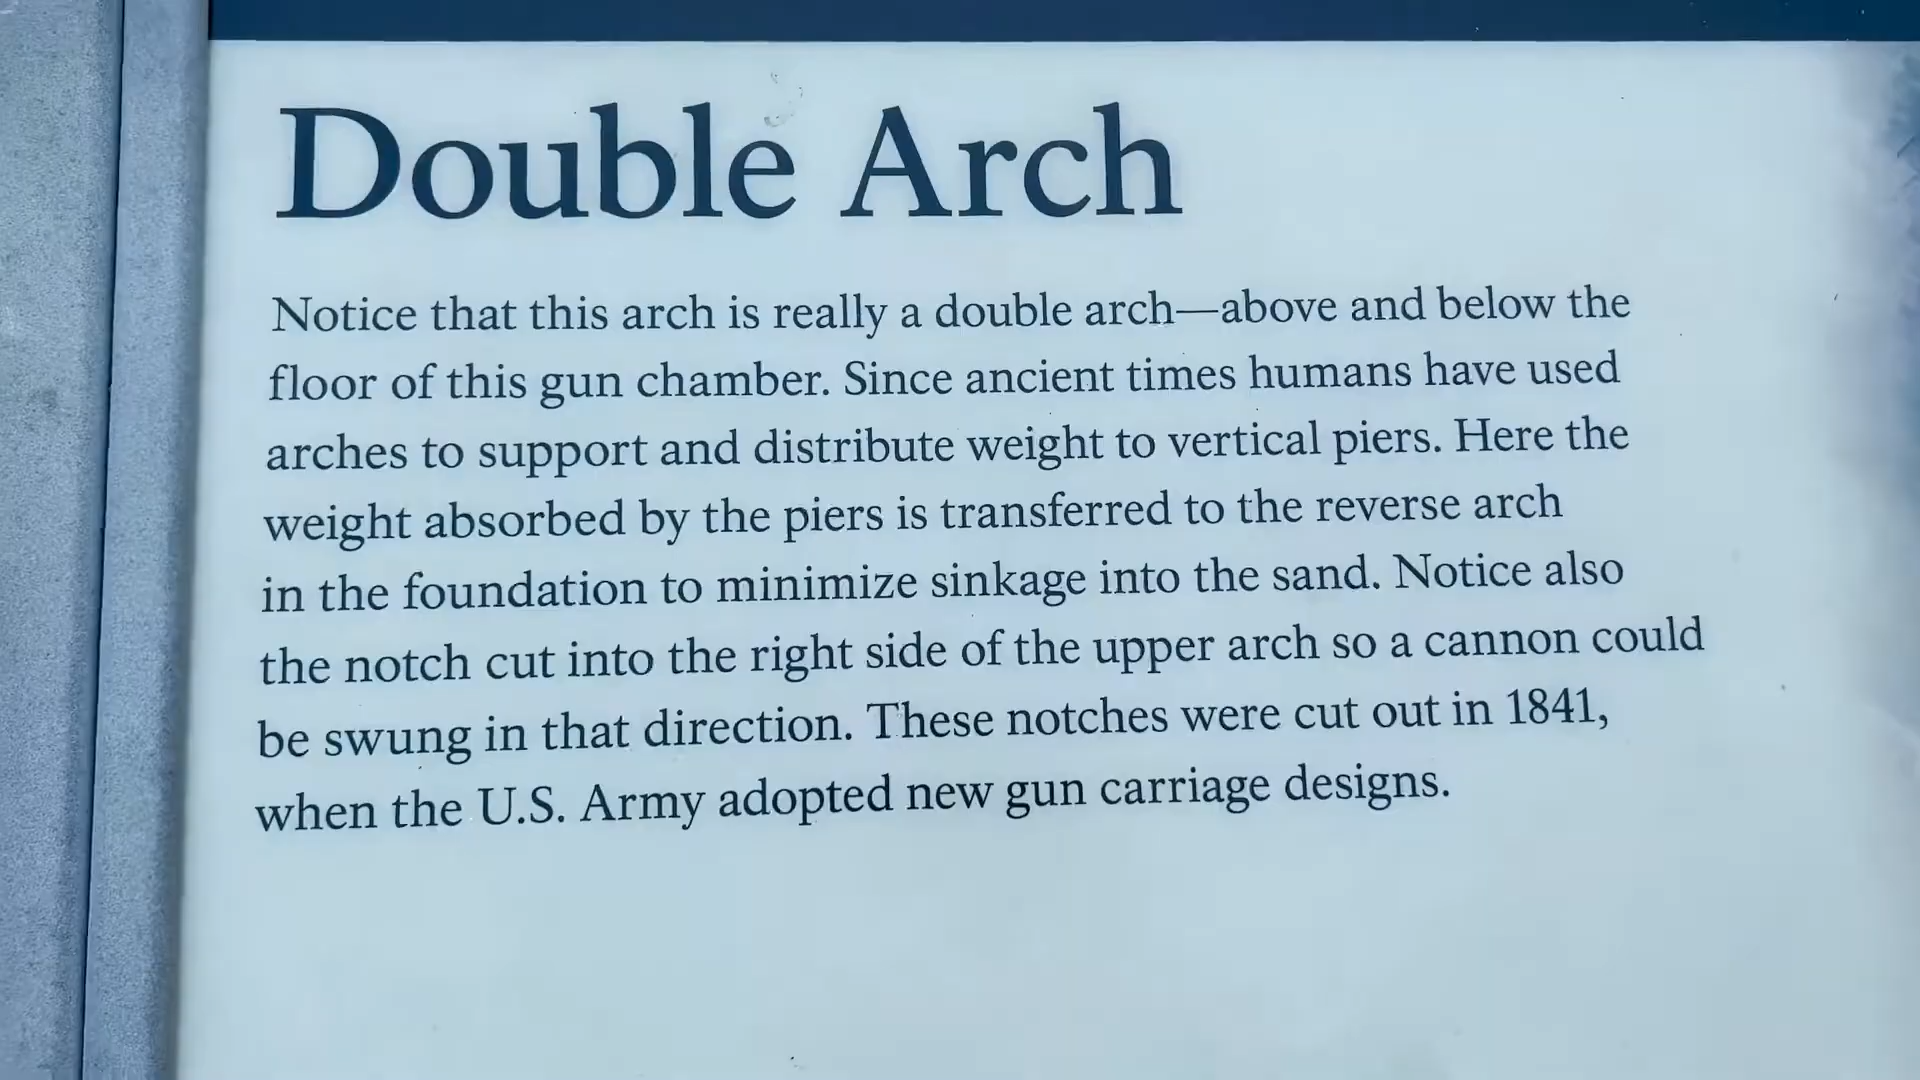 Double Arch
Notice that this arch is really a double arch—above and below the
floor of this gun chamber. Since ancient times humans have used
arches to support and distribute weight to vertical piers. Here the
weight absorbed by the piers is transferred to the reverse arch
in the foundation to minimize sinkage into the sand. Notice also
the notch cut into the right side of the upper arch so a cannon could
be swung in that direction. These notches were cut out in 1841,
when the U.S. Army adopted new gun carriage designs.